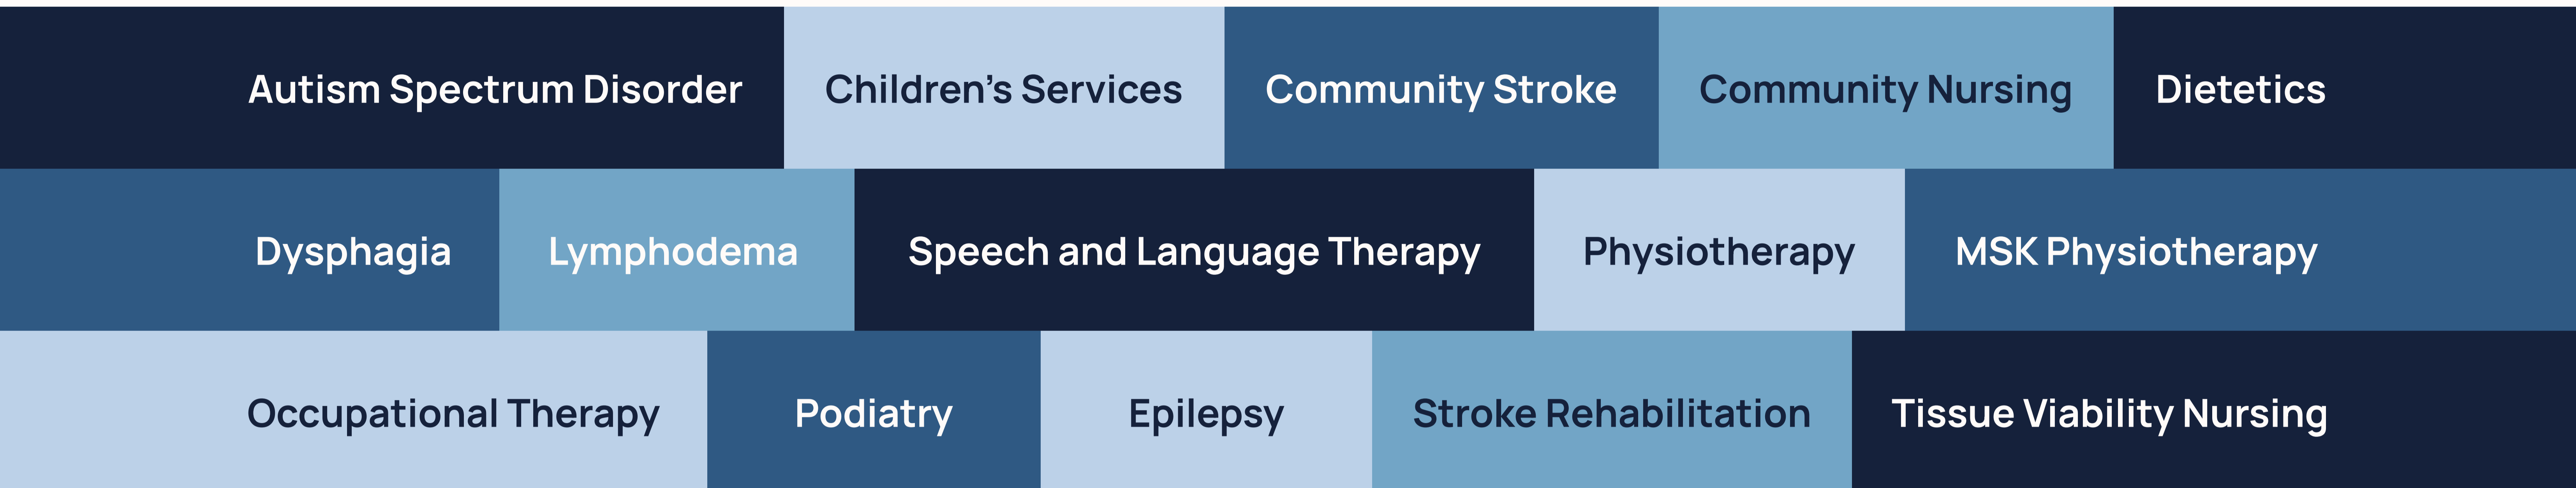 Autism Spectrum Disorder
Children's Services
Community Stroke
Community Nursing
Dietetics
Dysphagia
Lymphodema
Speech and Language Therapy
Physiotherapy
MSK Physiotherapy
Occupational Therapy
Podiatry
Epilepsy
Stroke Rehabilitation
Tissue Viability Nursing